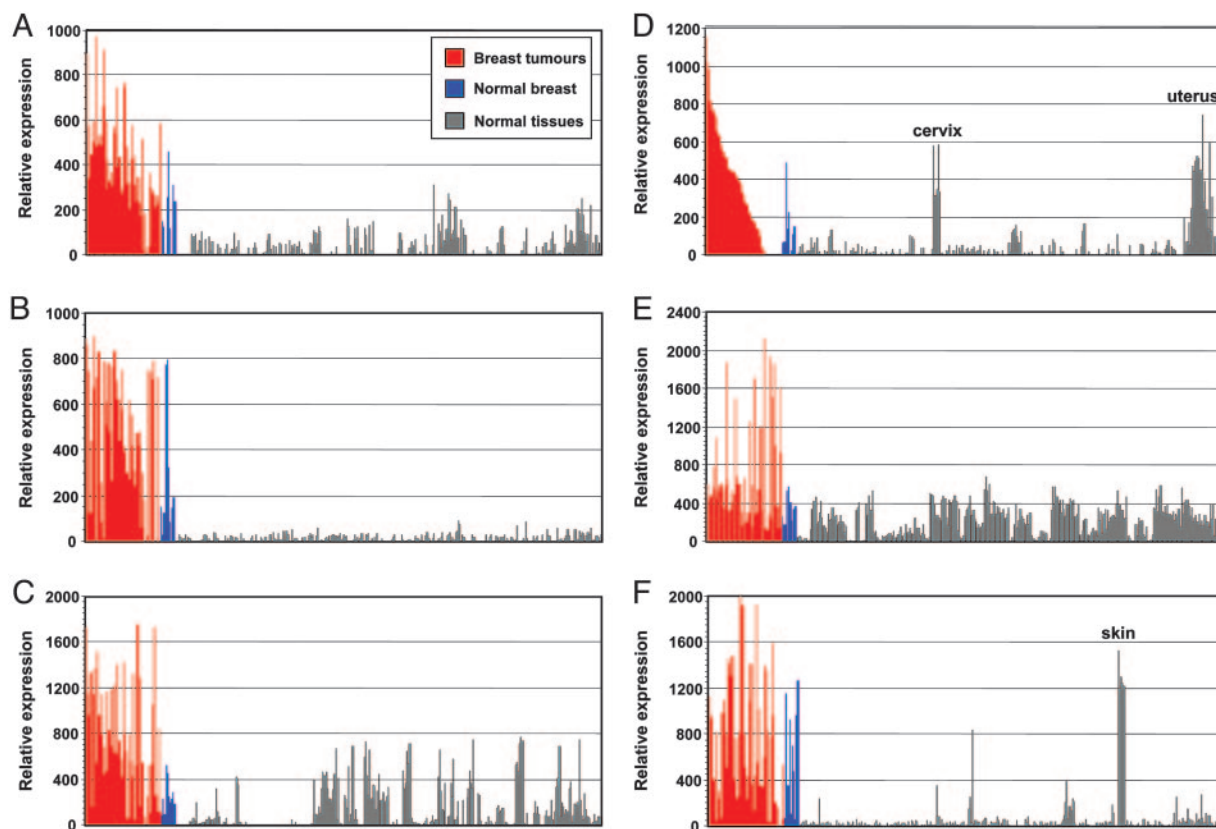 A
Relative expression
1000
800
600
400
200
0
Breast tumours
Normal breast
Normal tissues
B
Relative expression
1000
800
600
400
200
0
C
Relative expression
2000
1600
1200
800
400
0
D
Relative expression
1200
1000
800
600
400
200
0
cervix
uterus
E
Relative expression
2400
2000
1600
1200
800
400
0
F
Relative expression
2000
1600
1200
800
400
0
skin